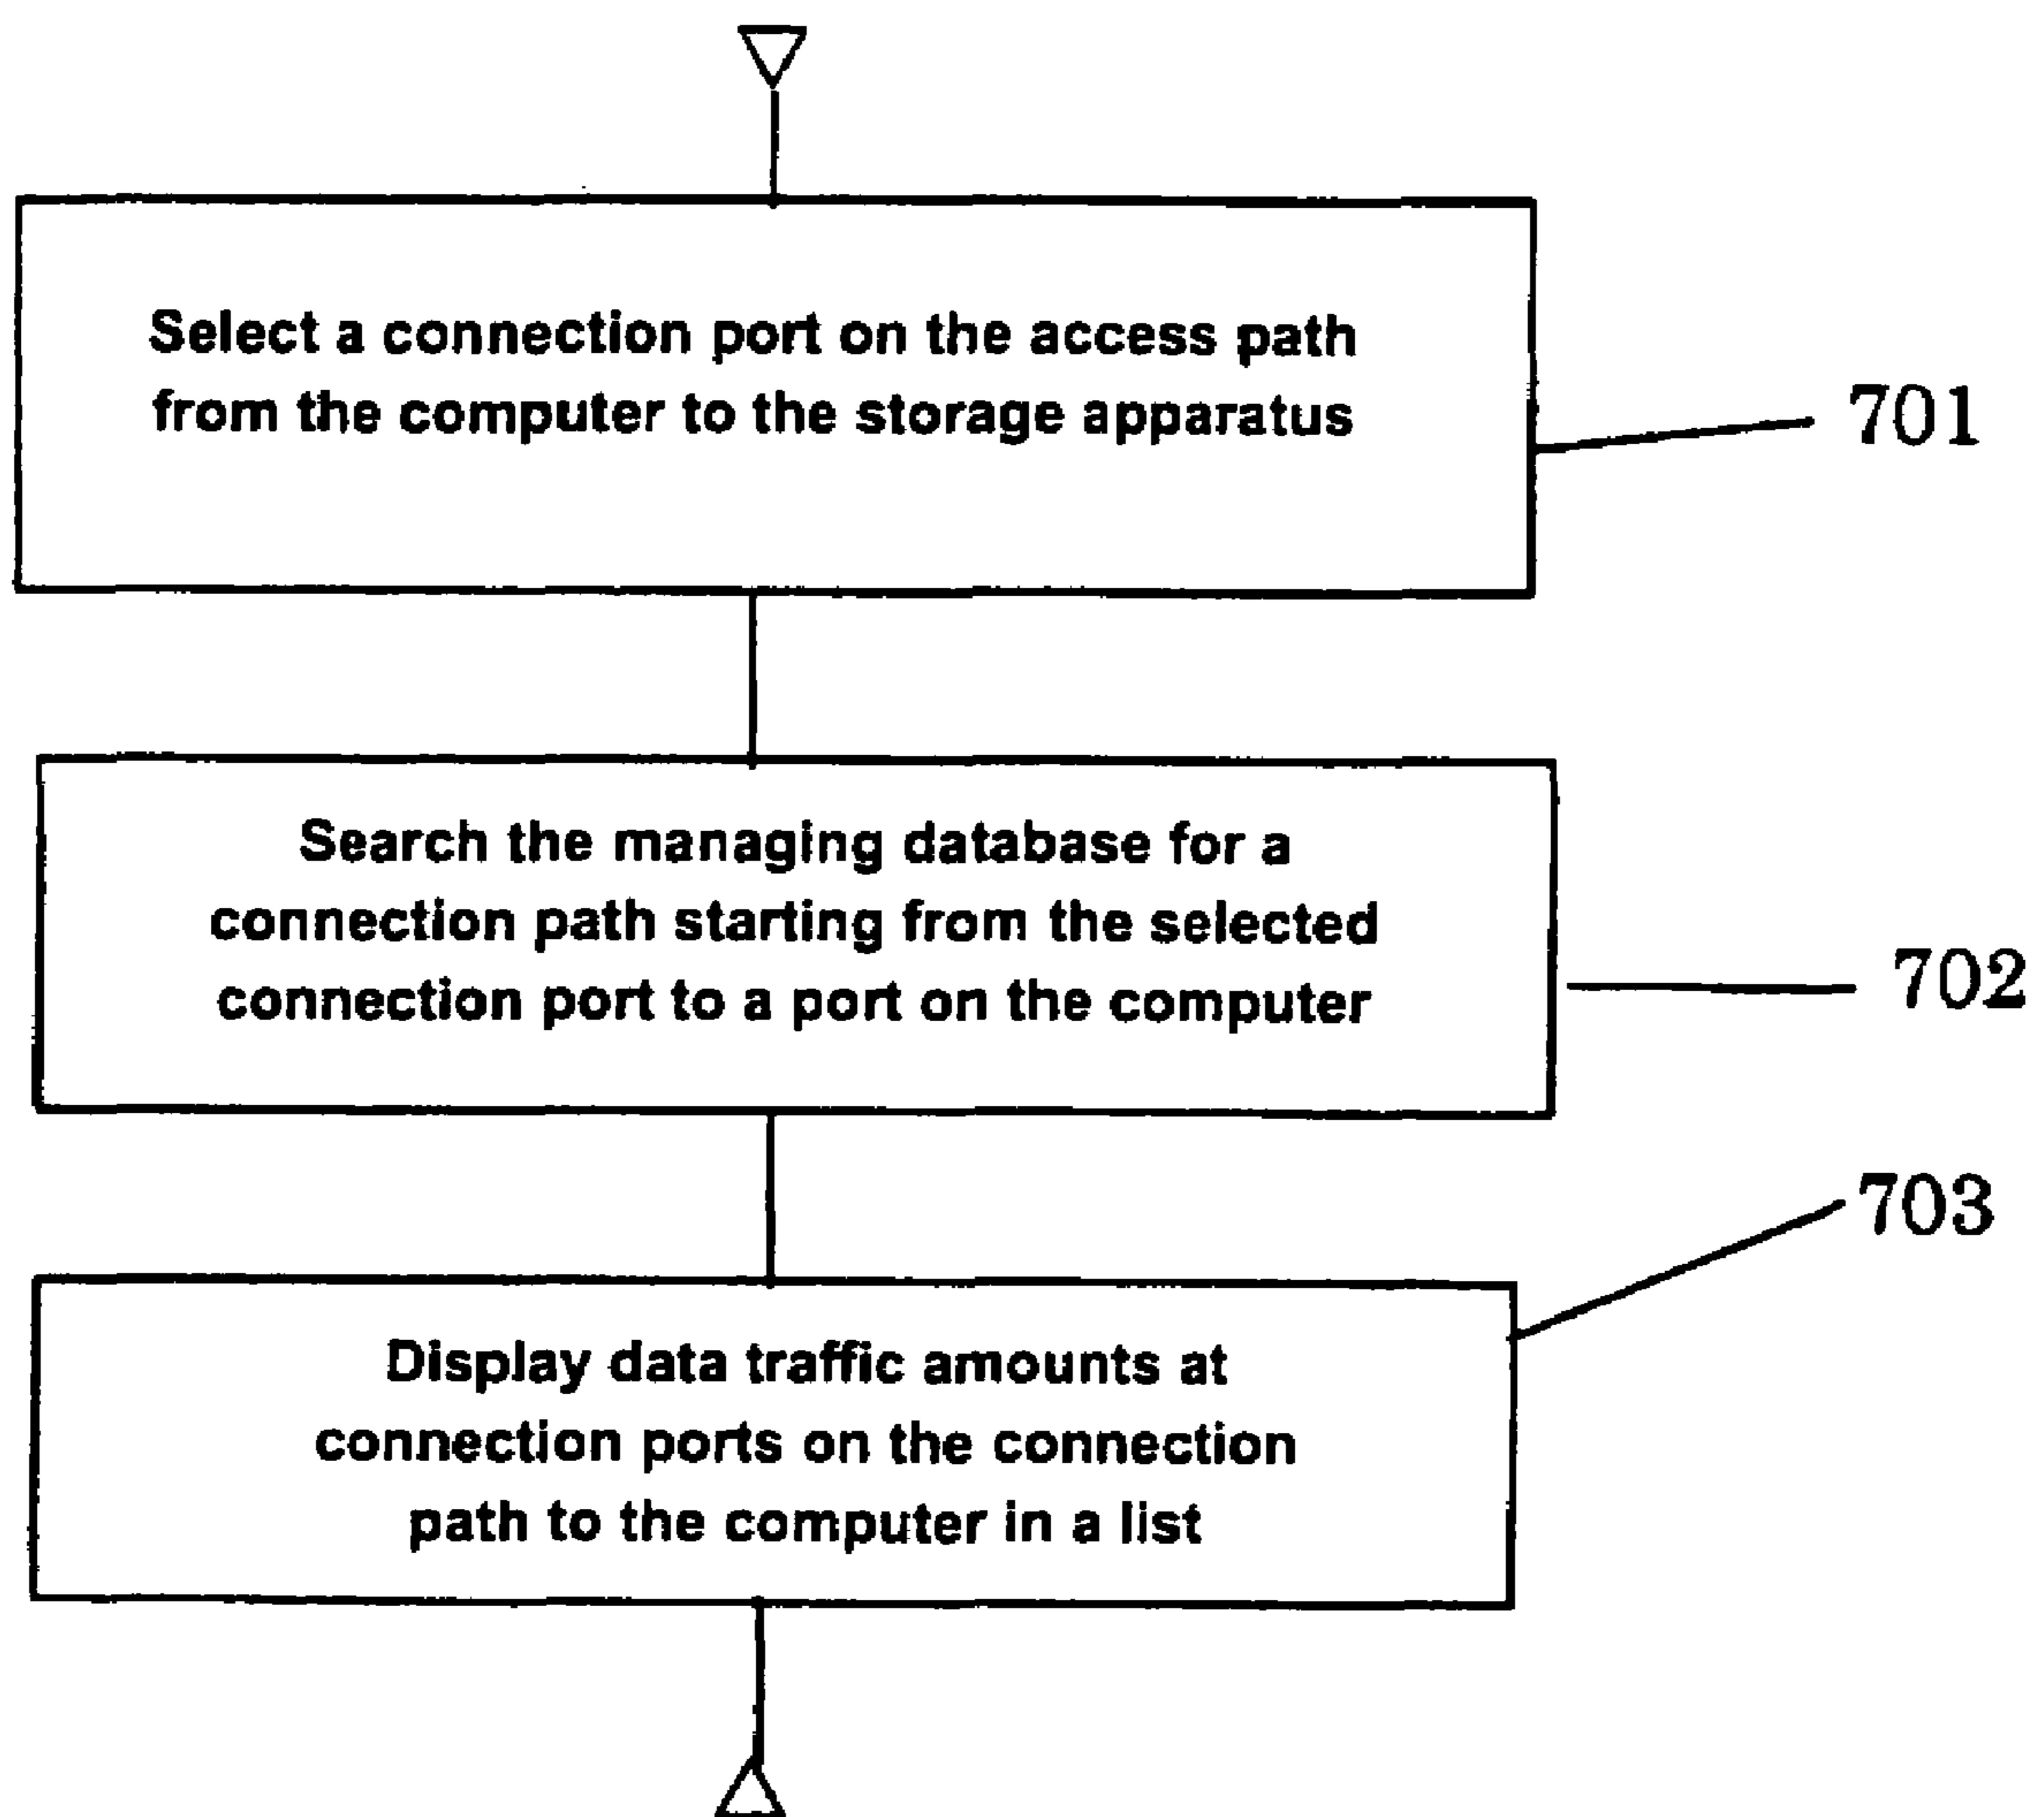 Select a connection port on the access path
from the computer to the storage apparatus
701
Search the managing database for a
connection path starting from the selected
connection port to a port on the computer
702
703
Display data traffic amounts at
connection ports on the connection
path to the computer in a list